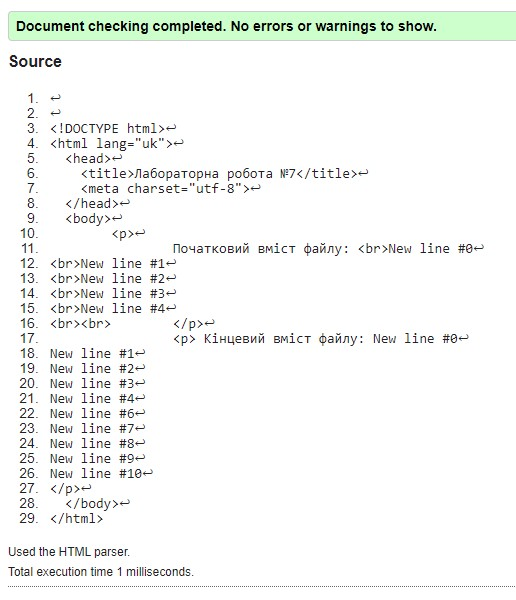 Document checking completed. No errors or warnings to show.
Source
1. ↩
2. ↩
3. <!DOCTYPE html>↩
4. <html lang="uk">↩
5.   <head>↩
6.     <title>Лабораторна робота №7</title>↩
7.     <meta charset="utf-8">↩
8.   </head>↩
9.   <body>↩
10.         <p>↩
11.                 Початковий вміст файлу: <br>New line #0↩
12. <br>New line #1↩
13. <br>New line #2↩
14. <br>New line #3↩
15. <br>New line #4↩
16. <br><br>         </p>↩
17.                 <p> Кінцевий вміст файлу: New line #0↩
18. New line #1↩
19. New line #2↩
20. New line #3↩
21. New line #4↩
22. New line #6↩
23. New line #7↩
24. New line #8↩
25. New line #9↩
26. New line #10↩
27. </p>↩
28.   </body>↩
29. </html>
Used the HTML parser.
Total execution time 1 milliseconds.